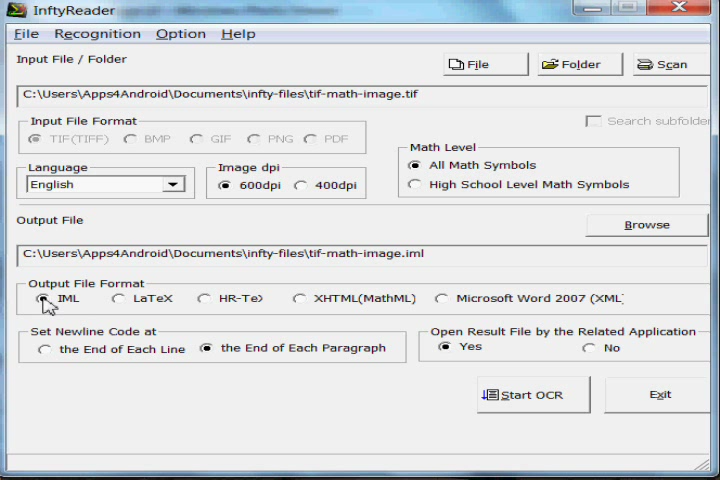 InftyReader
File Recognition Option Help
Input File / Folder
File Folder Scan
C:\Users\Apps4Android\Documents\infty-files\tif-math-image.tif
Input File Format
TIF(TIFF) BMP GIF PNG PDF
Search subfolder
Math Level
All Math Symbols
High School Level Math Symbols
Language
English
Image dpi
600dpi 400dpi
Output File
Browse
C:\Users\Apps4Android\Documents\infty-files\tif-math-image.iml
Output File Format
IML LaTeX HR-TeX XHTML(MathML) Microsoft Word 2007 (XML)
Set Newline Code at
the End of Each Line the End of Each Paragraph
Open Result File by the Related Application
Yes No
Start OCR Exit